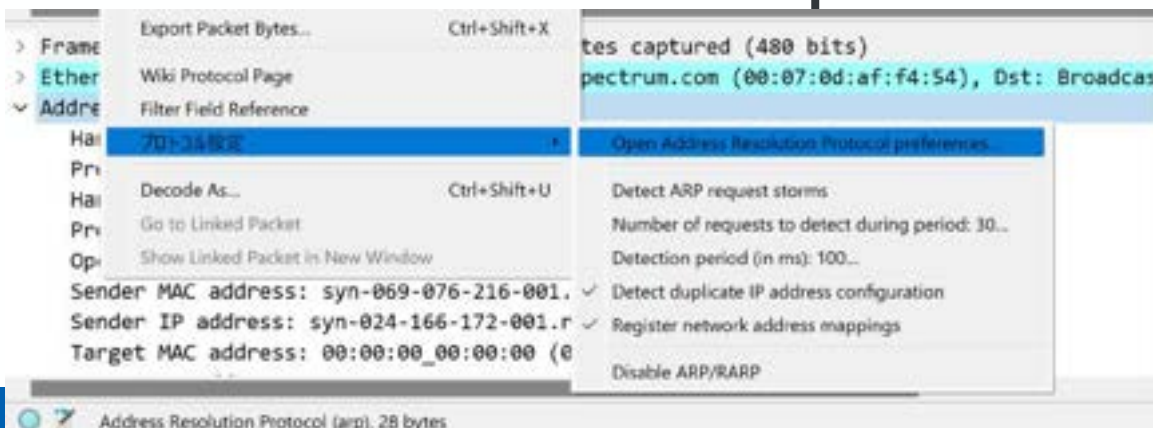 Export Packet Bytes... Ctrl+Shift+X
> Frame tes captured (480 bits)
> Ether Wiki Protocol Page pectrum.com (00:07:0d:af:f4:54), Dst: Broadcas
Addre Filter Field Reference
Har プロトコル設定 Open Address Resolution Protocol preferences...
Pr
Har Decode As... Ctrl+Shift+U Detect ARP request storms
Pr Go to Linked Packet Number of requests to detect during period: 30...
Op Show Linked Packet in New Window Detection period (in ms): 100...
Sender MAC address: syn-069-076-216-001. ✓ Detect duplicate IP address configuration
Sender IP address: syn-024-166-172-001.r ✓ Register network address mappings
Target MAC address: 00:00:00_00:00:00 (0
Disable ARP/RARP
Address Resolution Protocol (arp), 28 bytes